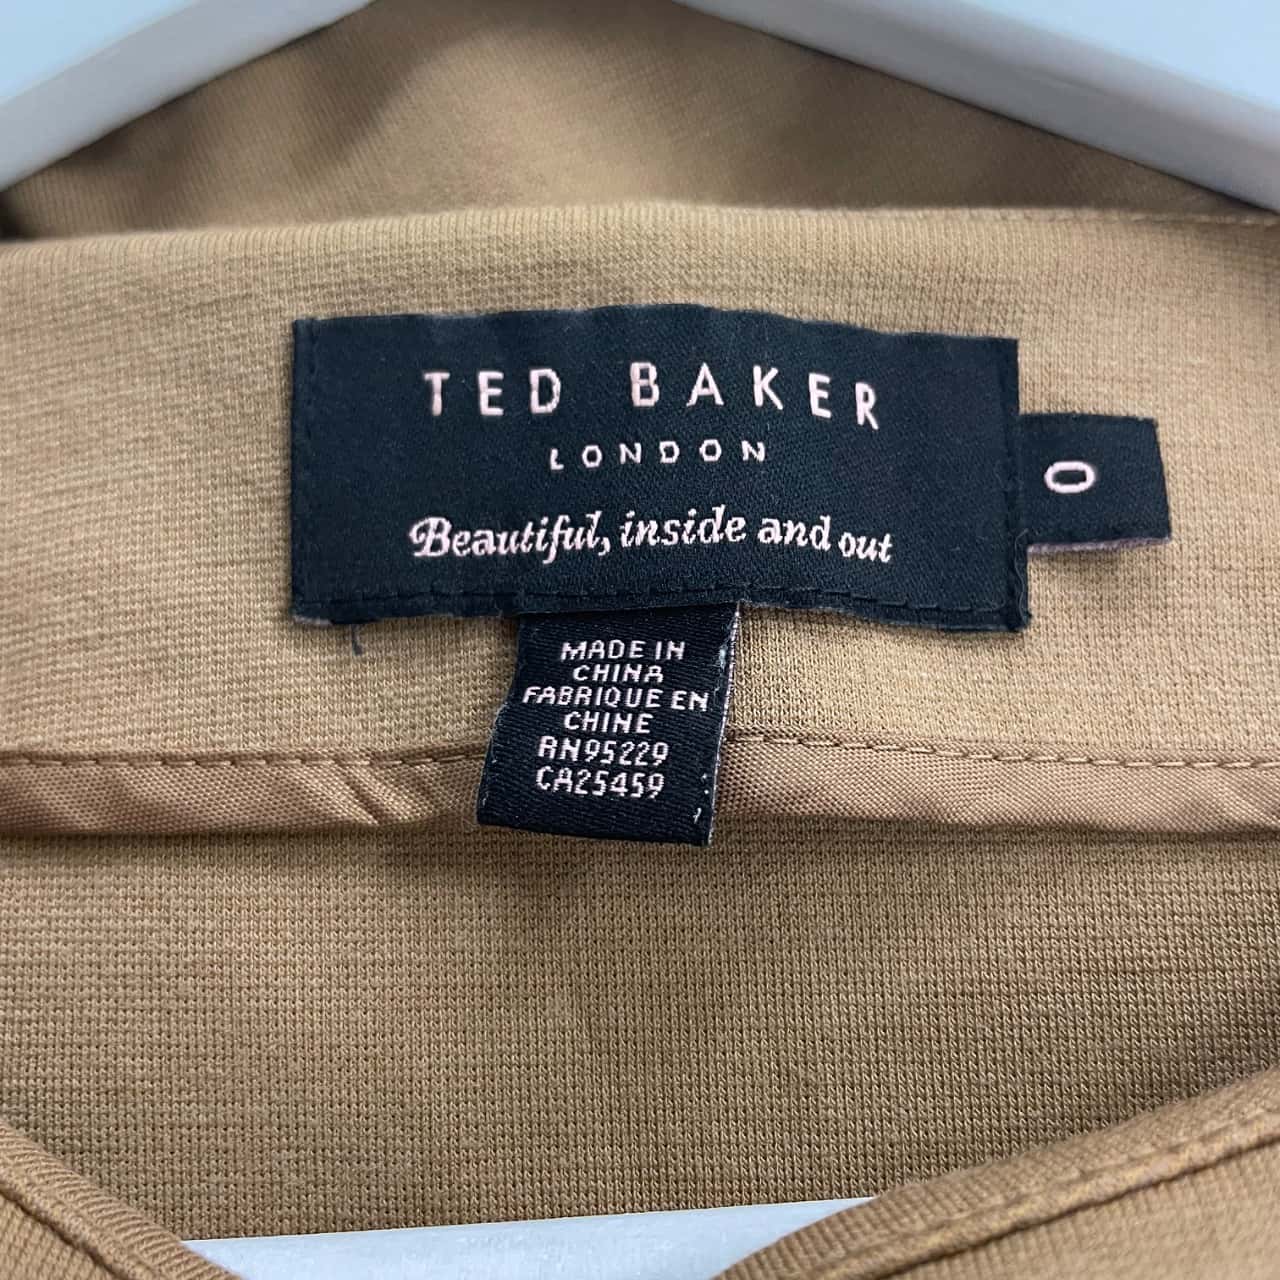 TED BAKER
LONDON
Beautiful, inside and out
0
MADE IN
CHINA
FABRIQUE EN
CHINE
RN95229
CA25459